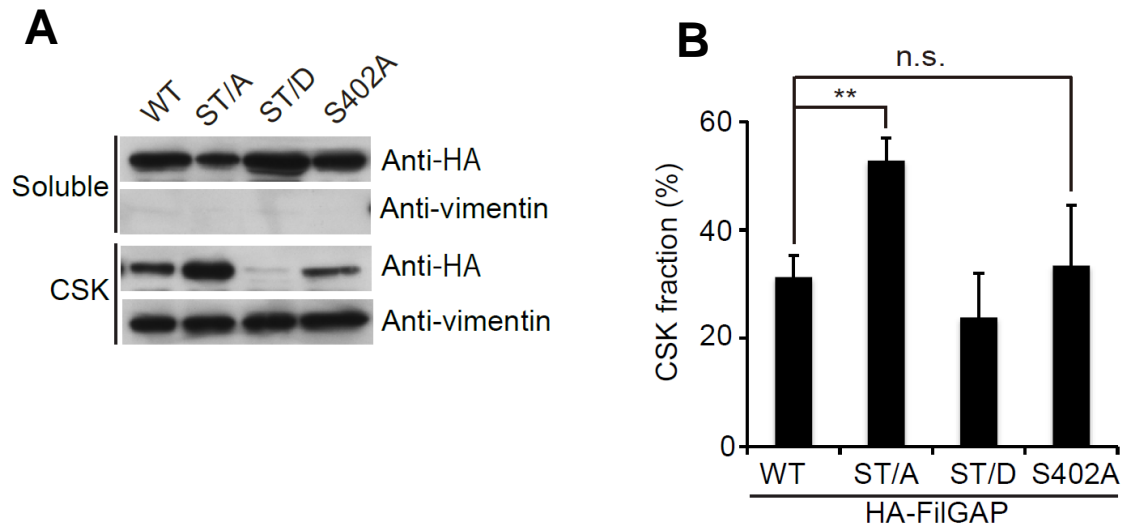 A
WT ST/A ST/D S402A
Soluble
Anti-HA
Anti-vimentin
CSK
Anti-HA
Anti-vimentin
B
n.s.
**
CSK fraction (%)
60
40
20
0
WT ST/A ST/D S402A
HA-FilGAP